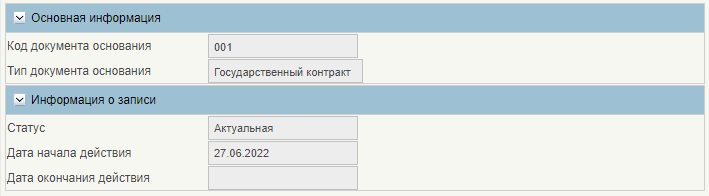 Основная информация
Код документа основания 001
Тип документа основания Государственный контракт
Информация о записи
Статус Актуальная
Дата начала действия 27.06.2022
Дата окончания действия